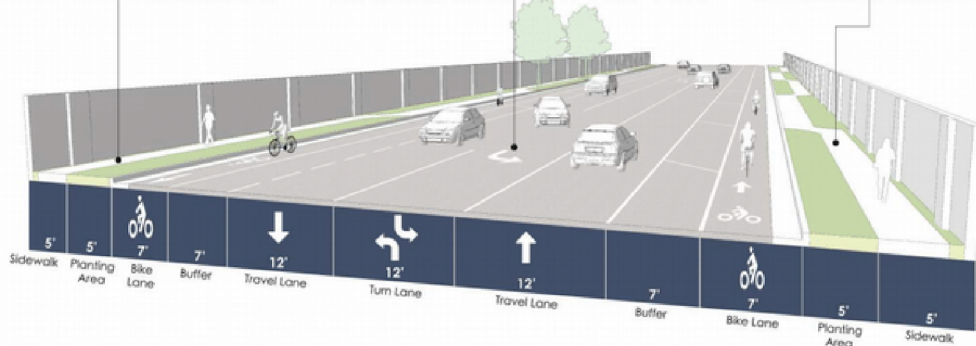 5'
Sidewalk
5'
Planting
Area
7'
Bike
Lane
7'
Buffer
12'
Travel Lane
12'
Turn Lane
12'
Travel Lane
7'
Buffer
7'
Bike Lane
5'
Planting
Area
5'
Sidewalk